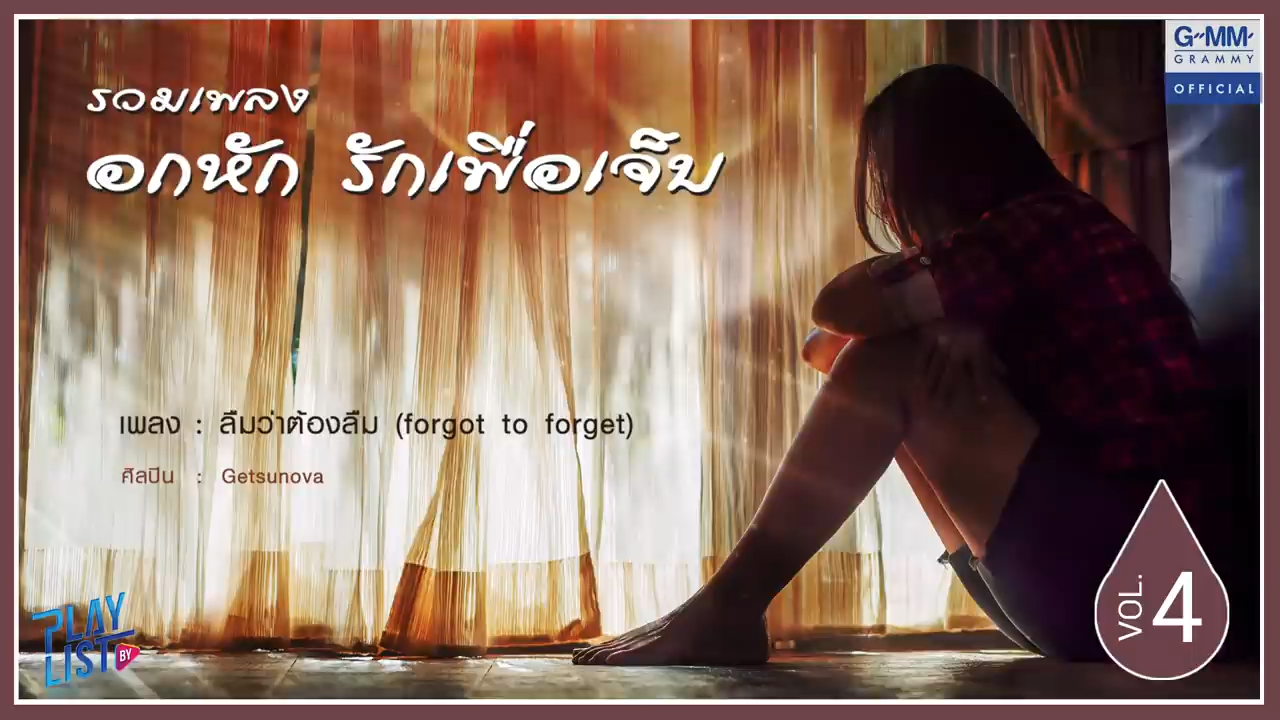 รวมเพลง
อกหัก รักเพื่อเจ็บ
G"MM'
GRAMMY
OFFICIAL
เพลง : ลืมว่าต้องลืม (forgot to forget)
ศิลปิน : Getsunova
PLAY
LIST BY
VOL. 4